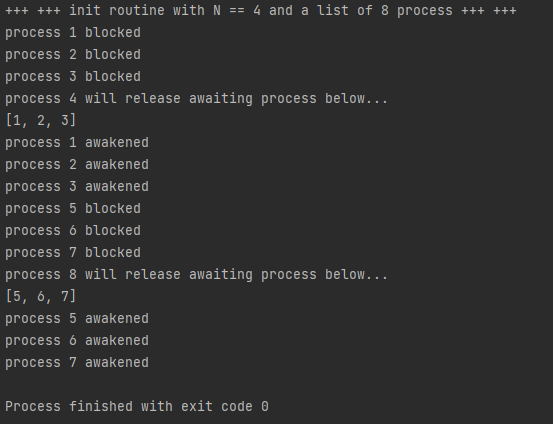 +++ +++ init routine with N == 4 and a list of 8 process +++ +++
process 1 blocked
process 2 blocked
process 3 blocked
process 4 will release awaiting process below...
[1, 2, 3]
process 1 awakened
process 2 awakened
process 3 awakened
process 5 blocked
process 6 blocked
process 7 blocked
process 8 will release awaiting process below...
[5, 6, 7]
process 5 awakened
process 6 awakened
process 7 awakened
Process finished with exit code 0